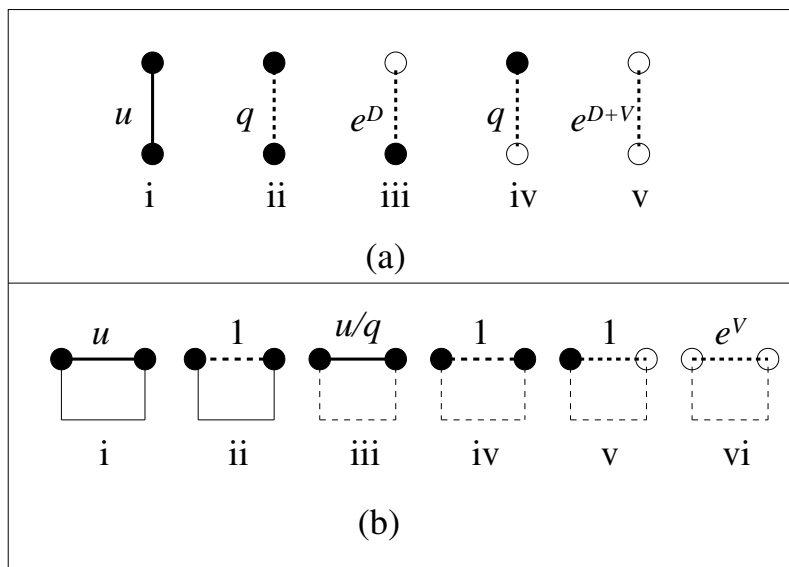 u q e^D q e^{D+V}
i ii iii iv v
(a)
u 1 u/q 1 1 e^V
i ii iii iv v vi
(b)